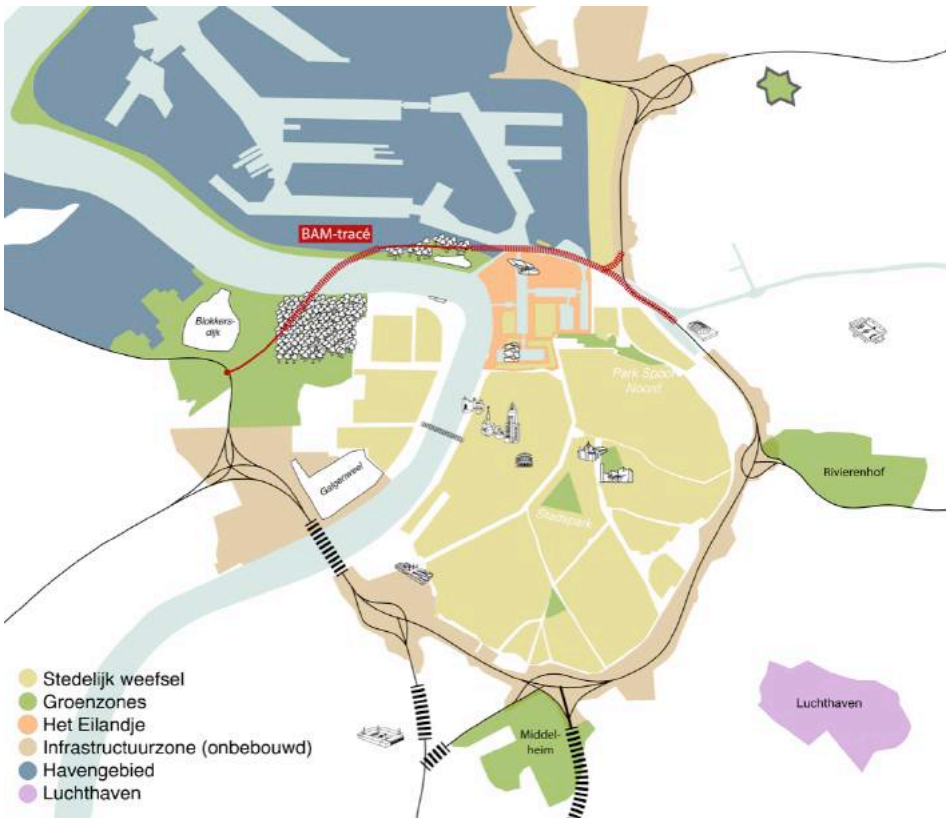 BAM-tracé
Blokkers-
dijk
Park Spoor
Noord
Galgenweel
Rivierenhof
Stadspark
Luchthaven
Middel-
heim
Stedelijk weefsel
Groenzones
Het Eilandje
Infrastructuurzone (onbebouwd)
Havengebied
Luchthaven